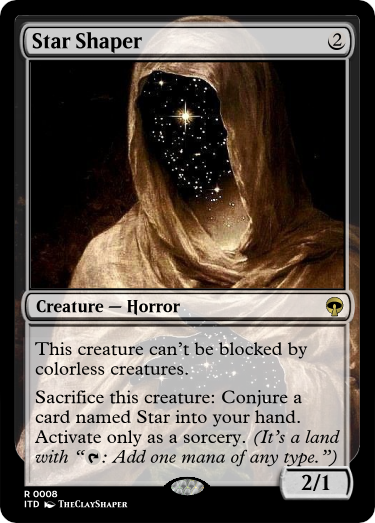 Star Shaper 2
Creature — Horror
This creature can't be blocked by
colorless creatures.
Sacrifice this creature: Conjure a
card named Star into your hand.
Activate only as a sorcery. (It's a land
with “: Add one mana of any type.”)
2/1
R 0008
ITD TheClayShaper